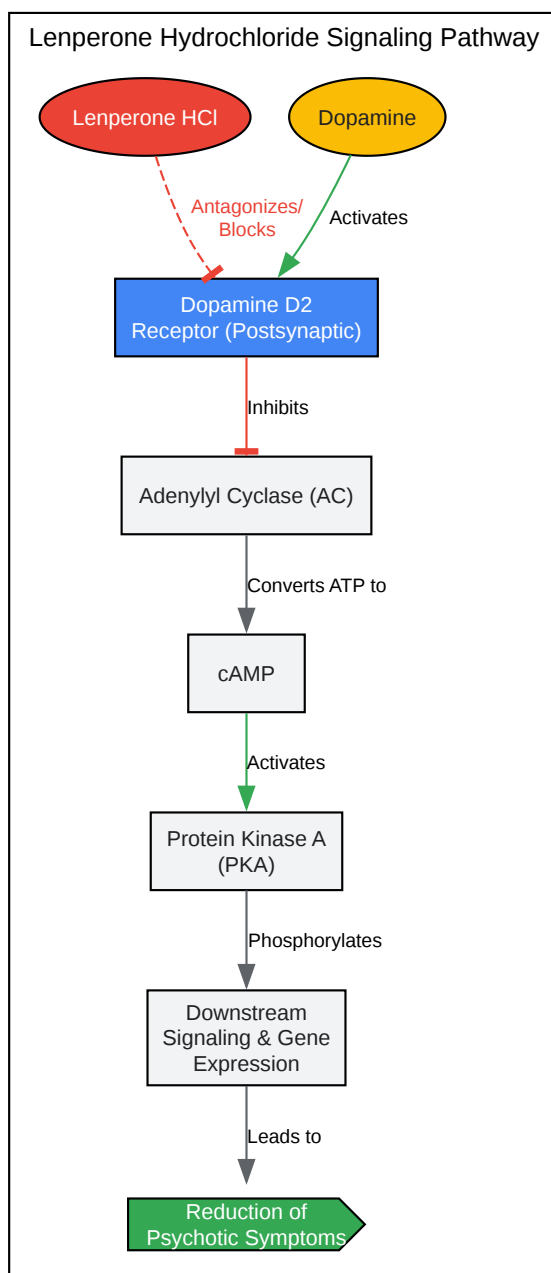 Lenperone Hydrochloride Signaling Pathway
Lenperone HCl
Dopamine
Antagonizes/
Blocks
Activates
Dopamine D2
Receptor (Postsynaptic)
Inhibits
Adenylyl Cyclase (AC)
Converts ATP to
cAMP
Activates
Protein Kinase A
(PKA)
Phosphorylates
Downstream
Signaling & Gene
Expression
Leads to
Reduction of
Psychotic Symptoms